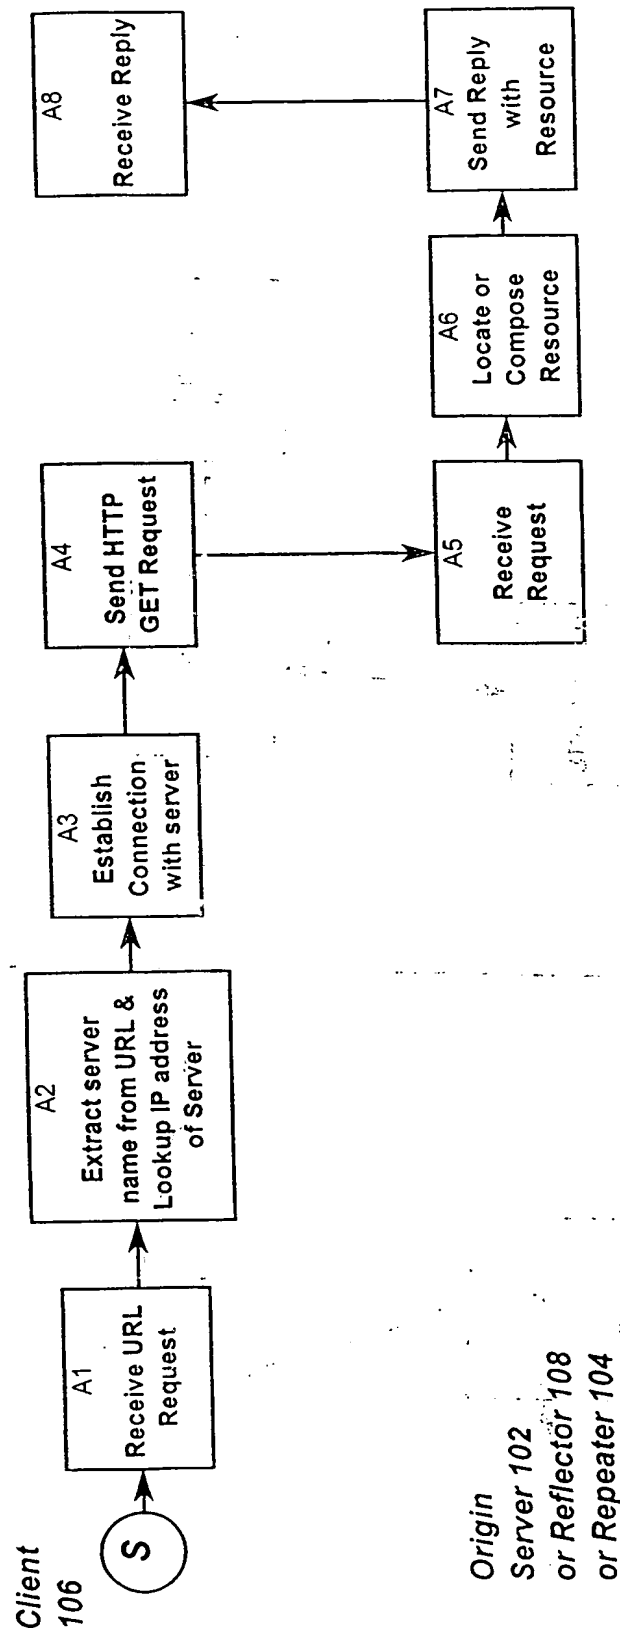 Client
106
S
A1
Receive URL
Request
A2
Extract server
name from URL &
Lookup IP address
of Server
A3
Establish
Connection
with server
A4
Send HTTP
GET Request
A8
Receive Reply
Origin
Server 102
or Reflector 108
or Repeater 104
A5
Receive
Request
A6
Locate or
Compose
Resource
A7
Send Reply
with
Resource